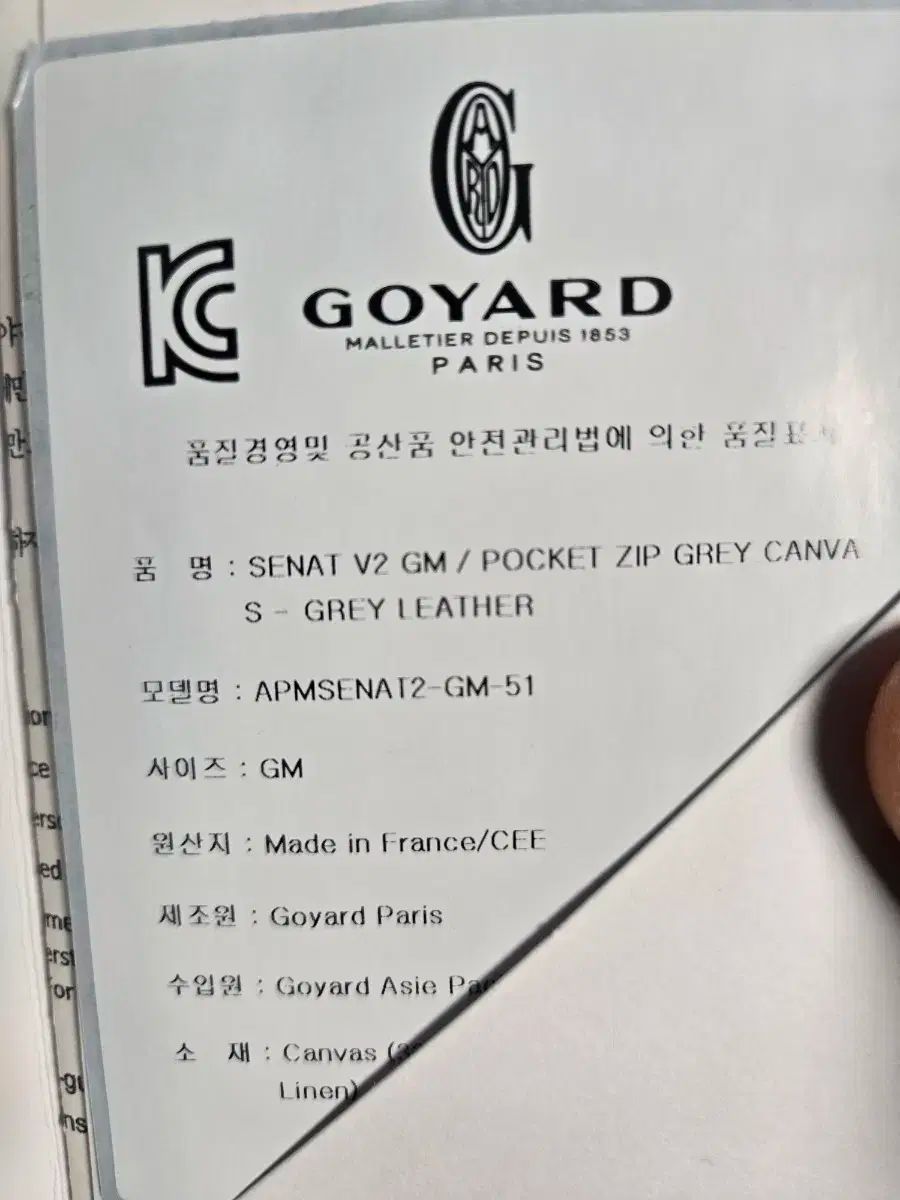 GOYARD
KC
GOYARD
MALLETIER DEPUIS 1853
PARIS
품질경영및 공산품 안전관리법에 의한
품 명 : SENAT V2 GM / POCKET ZIP GREY CANVA
S - GREY LEATHER
모델명 : APMSENAT2-GM-51
사이즈 : GM
원산지 : Made in France/CEE
제조원 : Goyard Paris
수입원 : Goyard Asie
소 재 : Canvas
Linen)